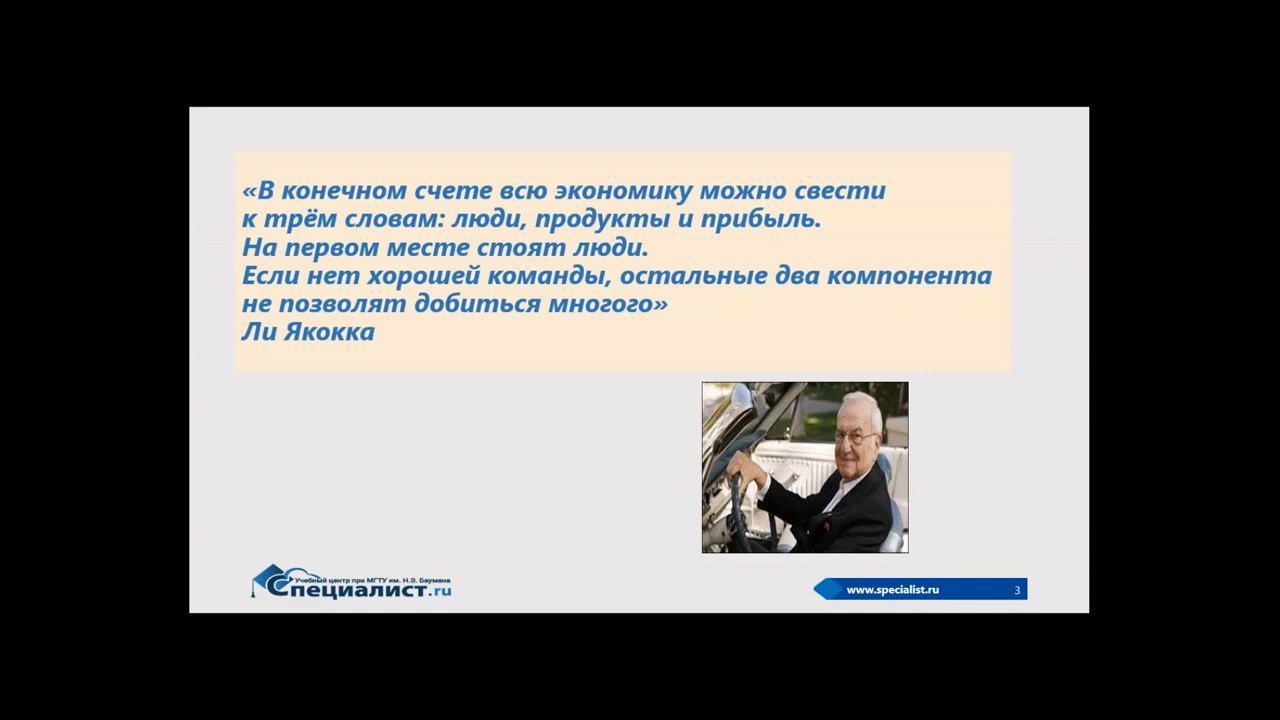 «В конечном счете всю экономику можно свести
к трём словам: люди, продукты и прибыль.
На первом месте стоят люди.
Если нет хорошей команды, остальные два компонента
не позволят добиться многого»
Ли Якокка
Учебный центр при МГТУ им. Н.Э. Баумана
Специалист.ru
www.specialist.ru
3